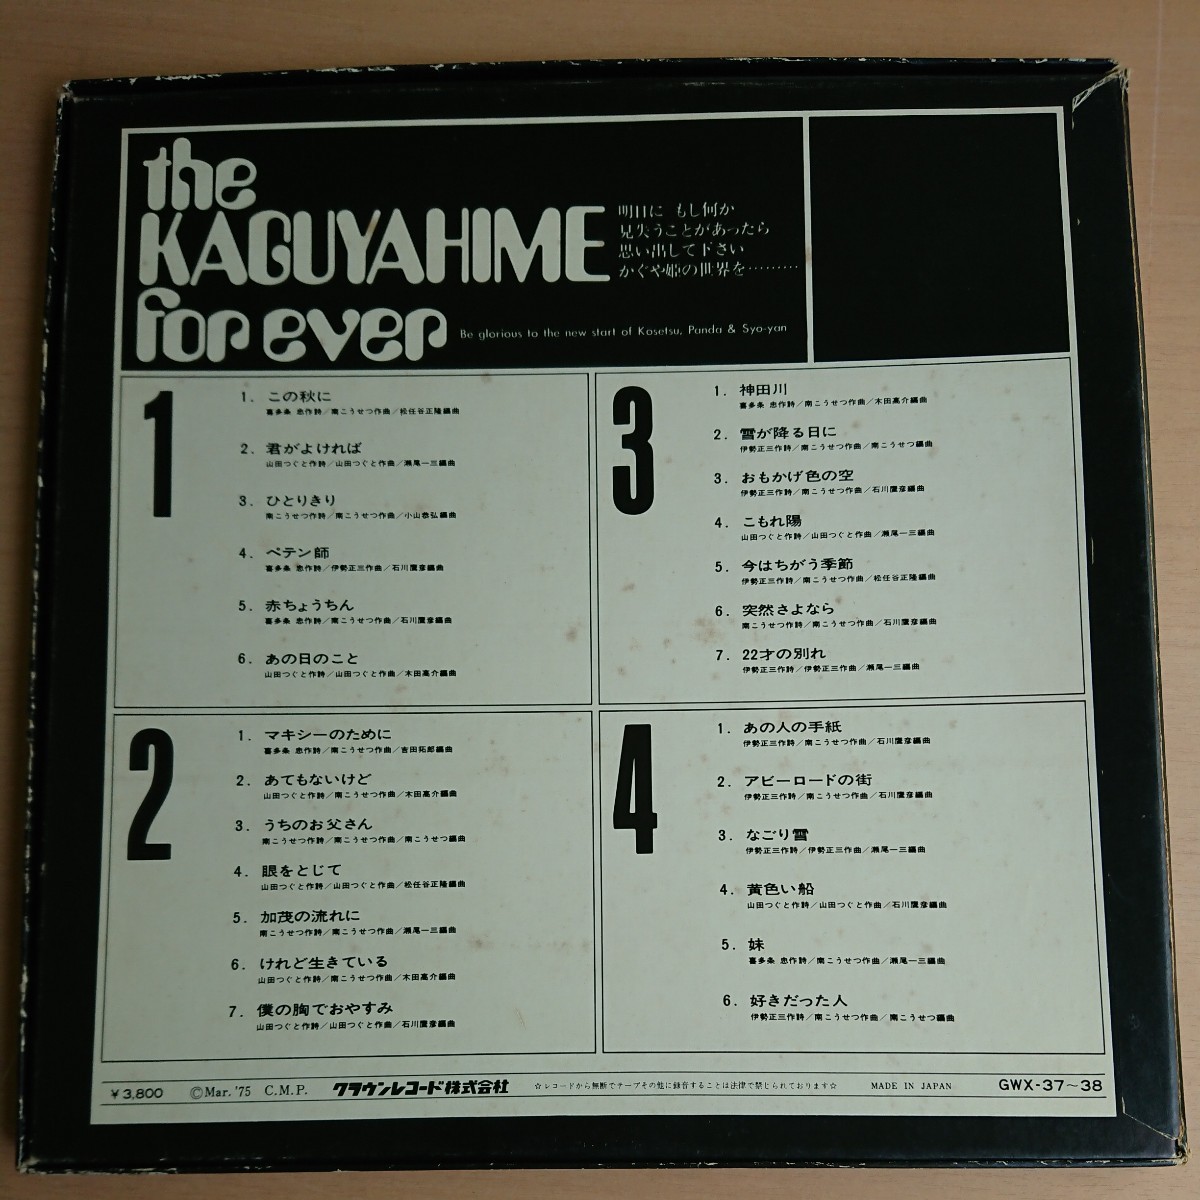 the
KAGUYAHIME
for ever
明日に もし何か
見失うことがあったら
思い出して下さい
かぐや姫の世界を………
Be glorious to the new start of Kosetsu, Panda & Syo-yan
1
1. この秋に
喜多条 忠作詩／南こうせつ作曲／松任谷正隆編曲
2. 君がよければ
山田つぐと作詩／山田つぐと作曲／瀬尾一三編曲
3. ひとりきり
南こうせつ作詩／南こうせつ作曲／小山恭弘編曲
4. ペテン師
喜多条 忠作詩／伊勢正三作曲／石川鷹彦編曲
5. 赤ちょうちん
喜多条 忠作詩／南こうせつ作曲／石川鷹彦編曲
6. あの日のこと
山田つぐと作詩／山田つぐと作曲／木田高介編曲
2
1. マキシーのために
喜多条 忠作詩／南こうせつ作曲／吉田拓郎編曲
2. あてもないけど
山田つぐと作詩／南こうせつ作曲／木田高介編曲
3. うちのお父さん
南こうせつ作詩／南こうせつ作曲／南こうせつ編曲
4. 眼をとじて
山田つぐと作詩／山田つぐと作曲／松任谷正隆編曲
5. 加茂の流れに
南こうせつ作詩／南こうせつ作曲／瀬尾一三編曲
6. けれど生きている
山田つぐと作詩／南こうせつ作曲／木田高介編曲
7. 僕の胸でおやすみ
山田つぐと作詩／山田つぐと作曲／石川鷹彦編曲
3
1. 神田川
喜多条 忠作詩／南こうせつ作曲／木田高介編曲
2. 雪が降る日に
伊勢正三作詩／南こうせつ作曲／南こうせつ編曲
3. おもかげ色の空
伊勢正三作詩／南こうせつ作曲／石川鷹彦編曲
4. こもれ陽
山田つぐと作詩／山田つぐと作曲／瀬尾一三編曲
5. 今はちがう季節
伊勢正三作詩／南こうせつ作曲／松任谷正隆編曲
6. 突然さよなら
南こうせつ作詩／南こうせつ作曲／石川鷹彦編曲
7. 22才の別れ
伊勢正三作詩／伊勢正三作曲／瀬尾一三編曲
4
1. あの人の手紙
伊勢正三作詩／南こうせつ作曲／石川鷹彦編曲
2. アビーロードの街
伊勢正三作詩／南こうせつ作曲／石川鷹彦編曲
3. なごり雪
伊勢正三作詩／伊勢正三作曲／瀬尾一三編曲
4. 黄色い船
山田つぐと作詩／山田つぐと作曲／石川鷹彦編曲
5. 妹
喜多条 忠作詩／南こうせつ作曲／瀬尾一三編曲
6. 好きだった人
伊勢正三作詩／南こうせつ作曲／南こうせつ編曲
¥3,800 ©Mar. '75 C.M.P. クラウンレコード株式会社 ☆レコードから無断でテープその他に録音することは法律で禁じられております☆ MADE IN JAPAN GWX-37〜38